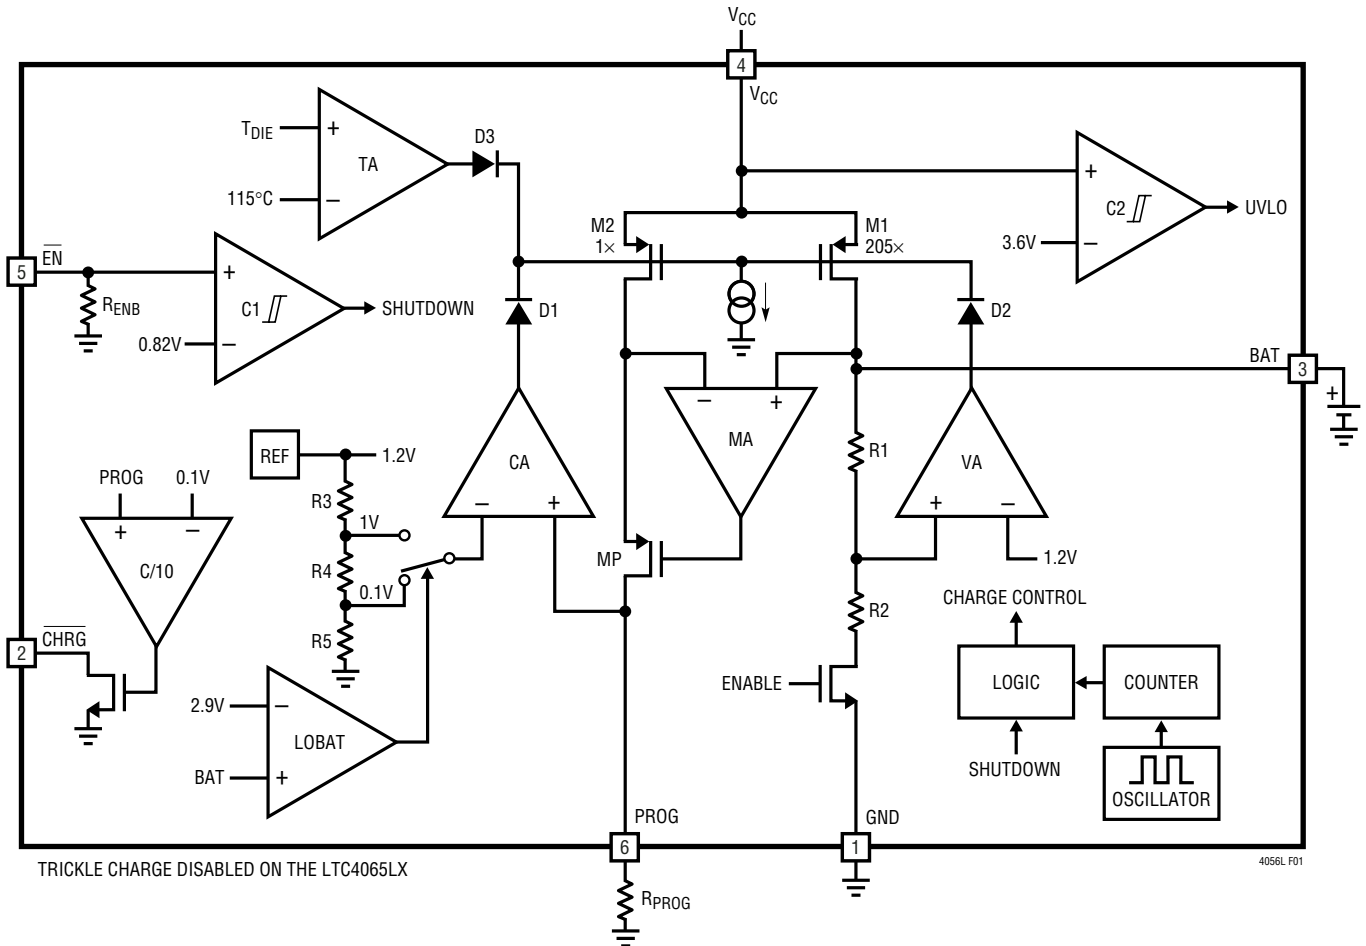 VCC
4
VCC
TDIE
+
TA
115°C
–
D3
M2
1×
M1
205×
+
C2
3.6V
–
UVLO
5
EN
RENB
+
C1
0.82V
–
SHUTDOWN
D1
D2
BAT
3
+
–
+
MA
REF
1.2V
R3
1V
R4
0.1V
R5
CA
–
+
R1
VA
+
–
1.2V
PROG
0.1V
+
–
C/10
MP
R2
2
CHRG
2.9V
–
LOBAT
BAT
+
ENABLE
CHARGE CONTROL
LOGIC
COUNTER
SHUTDOWN
OSCILLATOR
PROG
6
GND
1
RPROG
TRICKLE CHARGE DISABLED ON THE LTC4065LX
4056L F01